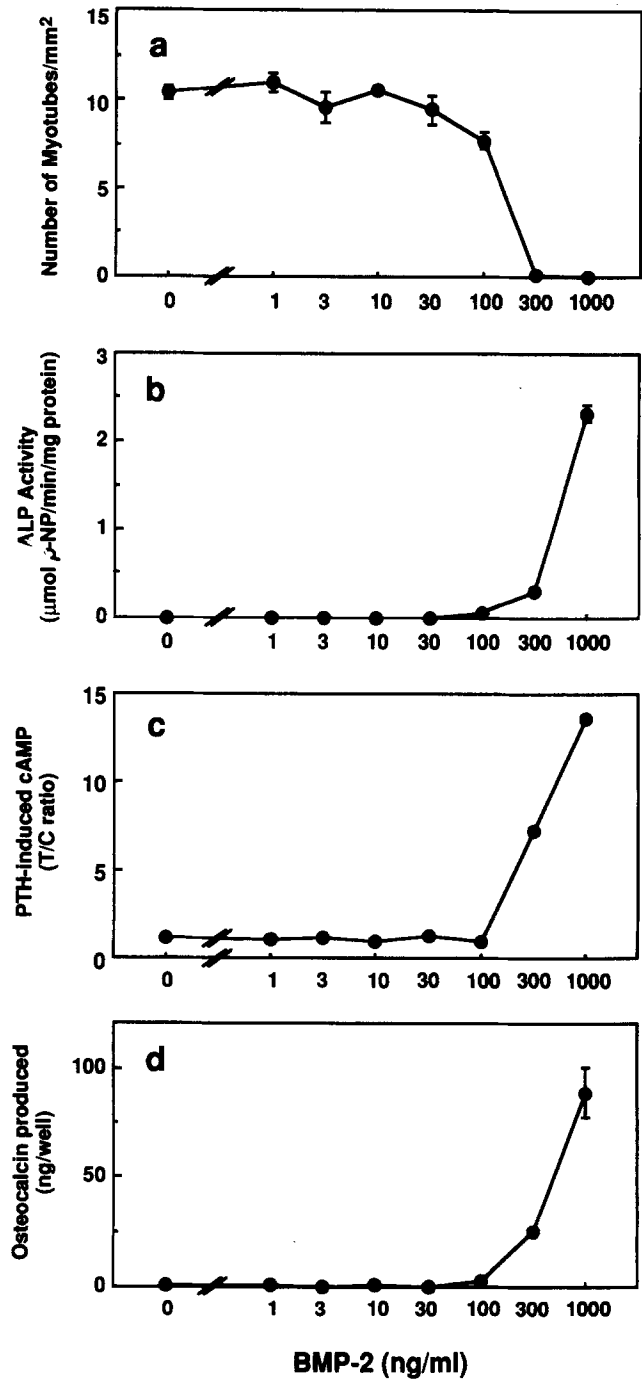 a
Number of Myotubes/mm²
15
10
5
0
0 1 3 10 30 100 300 1000
b
ALP Activity
(μmol p-NP/min/mg protein)
3
2
1
0
0 1 3 10 30 100 300 1000
c
PTH-induced cAMP
(T/C ratio)
15
10
5
0
0 1 3 10 30 100 300 1000
d
Osteocalcin produced
(ng/well)
100
50
0
0 1 3 10 30 100 300 1000
BMP-2 (ng/ml)